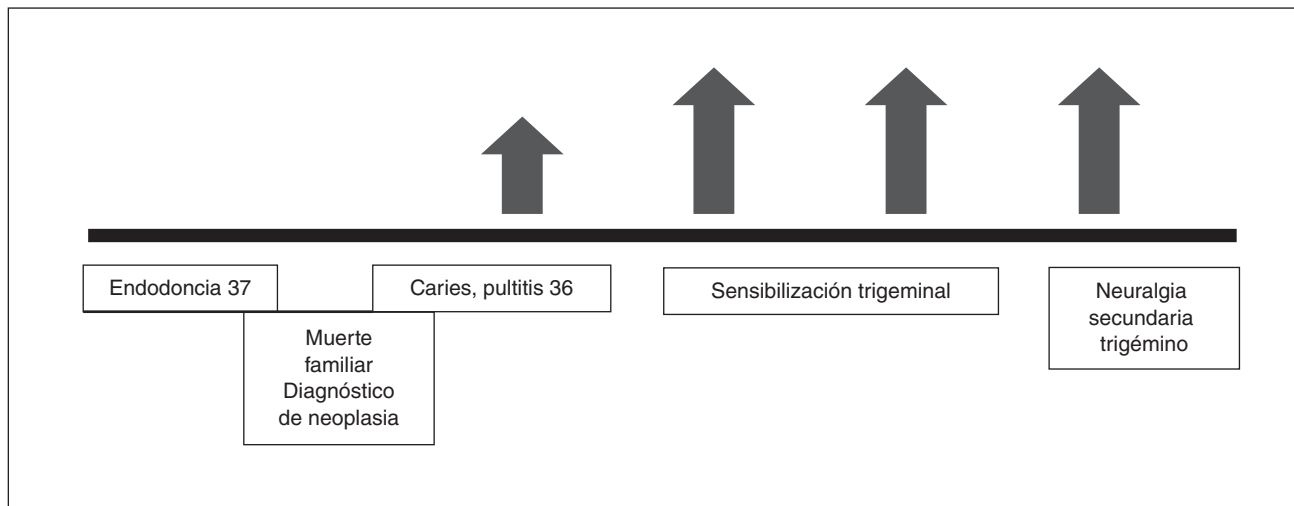 Endodoncia 37
Caries, pultitis 36
Sensibilización trigeminal
Neuralgia
secundaria
trigémino
Muerte
familiar
Diagnóstico
de neoplasia